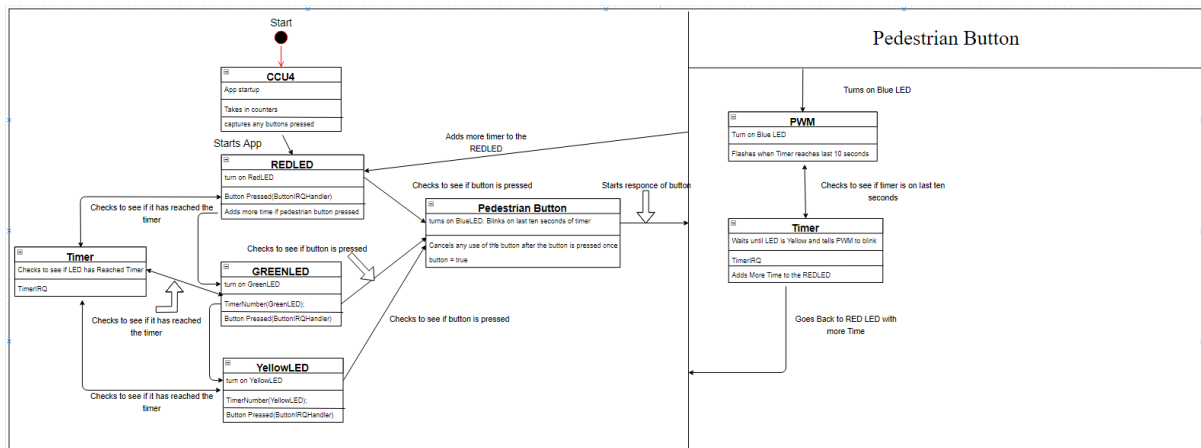 Start
CCU4
App startup
Takes in counters
captures any buttons pressed
Starts App
REDLED
turn on RedLED
Button Pressed(ButtonIRQHandler)
Adds more time if pedestrian button pressed
Checks to see if it has reached the
timer
Timer
Checks to see if LED has Reached Timer
TimerIRQ
Checks to see if it has reached
the timer
GREENLED
turn on GreenLED
TimerNumber(GreenLED);
Button Pressed(ButtonIRQHandler)
YellowLED
turn on YellowLED
TimerNumber(YellowLED);
Button Pressed(ButtonIRQHandler)
Checks to see if it has reached the
timer
Adds more timer to the
REDLED
Checks to see if button is pressed
Checks to see if button is pressed
Checks to see if button is pressed
Pedestrian Button
turns on BlueLED. Blinks on last ten seconds of timer
Cancels any use of the button after the button is pressed once
button = true
Starts responce of button
Pedestrian Button
Turns on Blue LED
PWM
Turn on Blue LED
Flashes when Timer reaches last 10 seconds
Checks to see if timer is on last ten
seconds
Timer
Waits until LED is Yellow and tells PWM to blink
TimerIRQ
Adds More Time to the REDLED
Goes Back to RED LED with
more Time